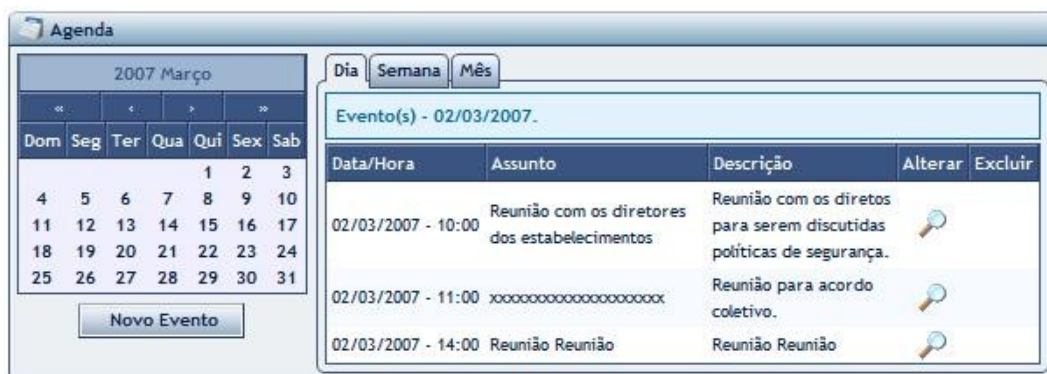 Agenda
2007 Março
« ‹ › »
Dom Seg Ter Qua Qui Sex Sab
1 2 3
4 5 6 7 8 9 10
11 12 13 14 15 16 17
18 19 20 21 22 23 24
25 26 27 28 29 30 31
Novo Evento
Dia Semana Mês
Evento(s) - 02/03/2007.
Data/Hora Assunto Descrição Alterar Excluir
02/03/2007 - 10:00
Reunião com os diretores
dos estabelecimentos
Reunião com os diretos
para serem discutidas
políticas de segurança.
02/03/2007 - 11:00 xxxxxxxxxxxxxxxxxxxxx
Reunião para acordo
coletivo.
02/03/2007 - 14:00 Reunião Reunião Reunião Reunião